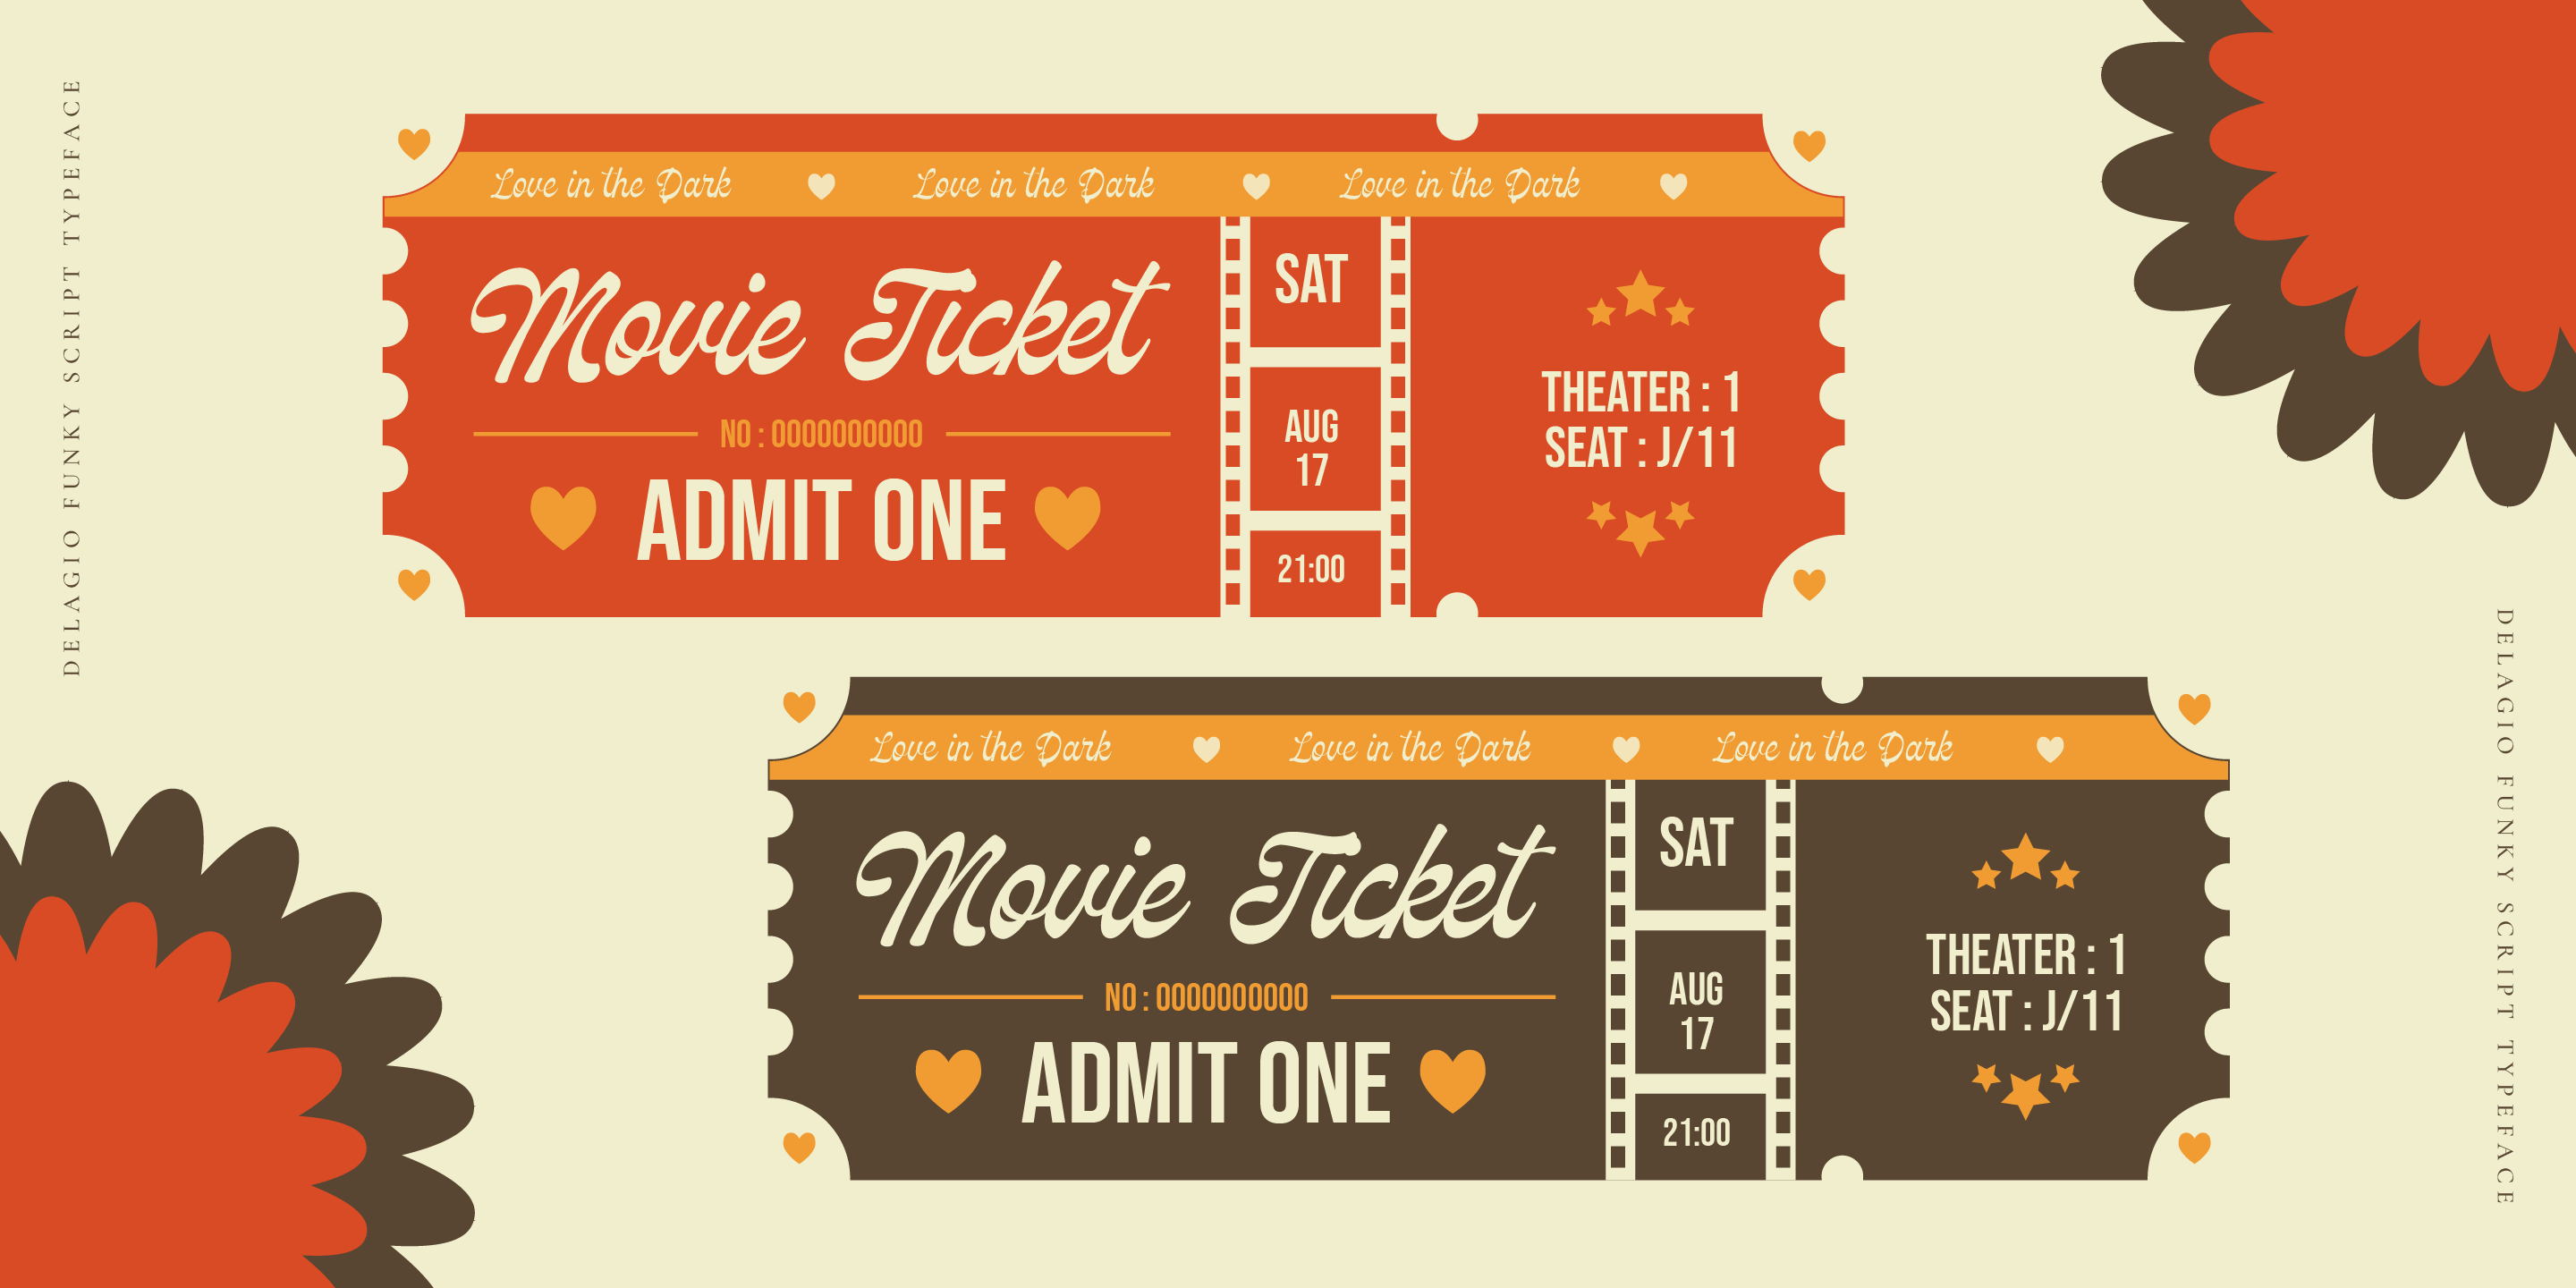 DELAGIO FUNKY SCRIPT TYPEFACE
Love in the Dark Love in the Dark Love in the Dark
Movie Ticket
NO : 0000000000
ADMIT ONE
SAT
AUG
17
21:00
THEATER : 1
SEAT : J/11
Love in the Dark Love in the Dark Love in the Dark
Movie Ticket
NO : 0000000000
ADMIT ONE
SAT
AUG
17
21:00
THEATER : 1
SEAT : J/11
DELAGIO FUNKY SCRIPT TYPEFACE